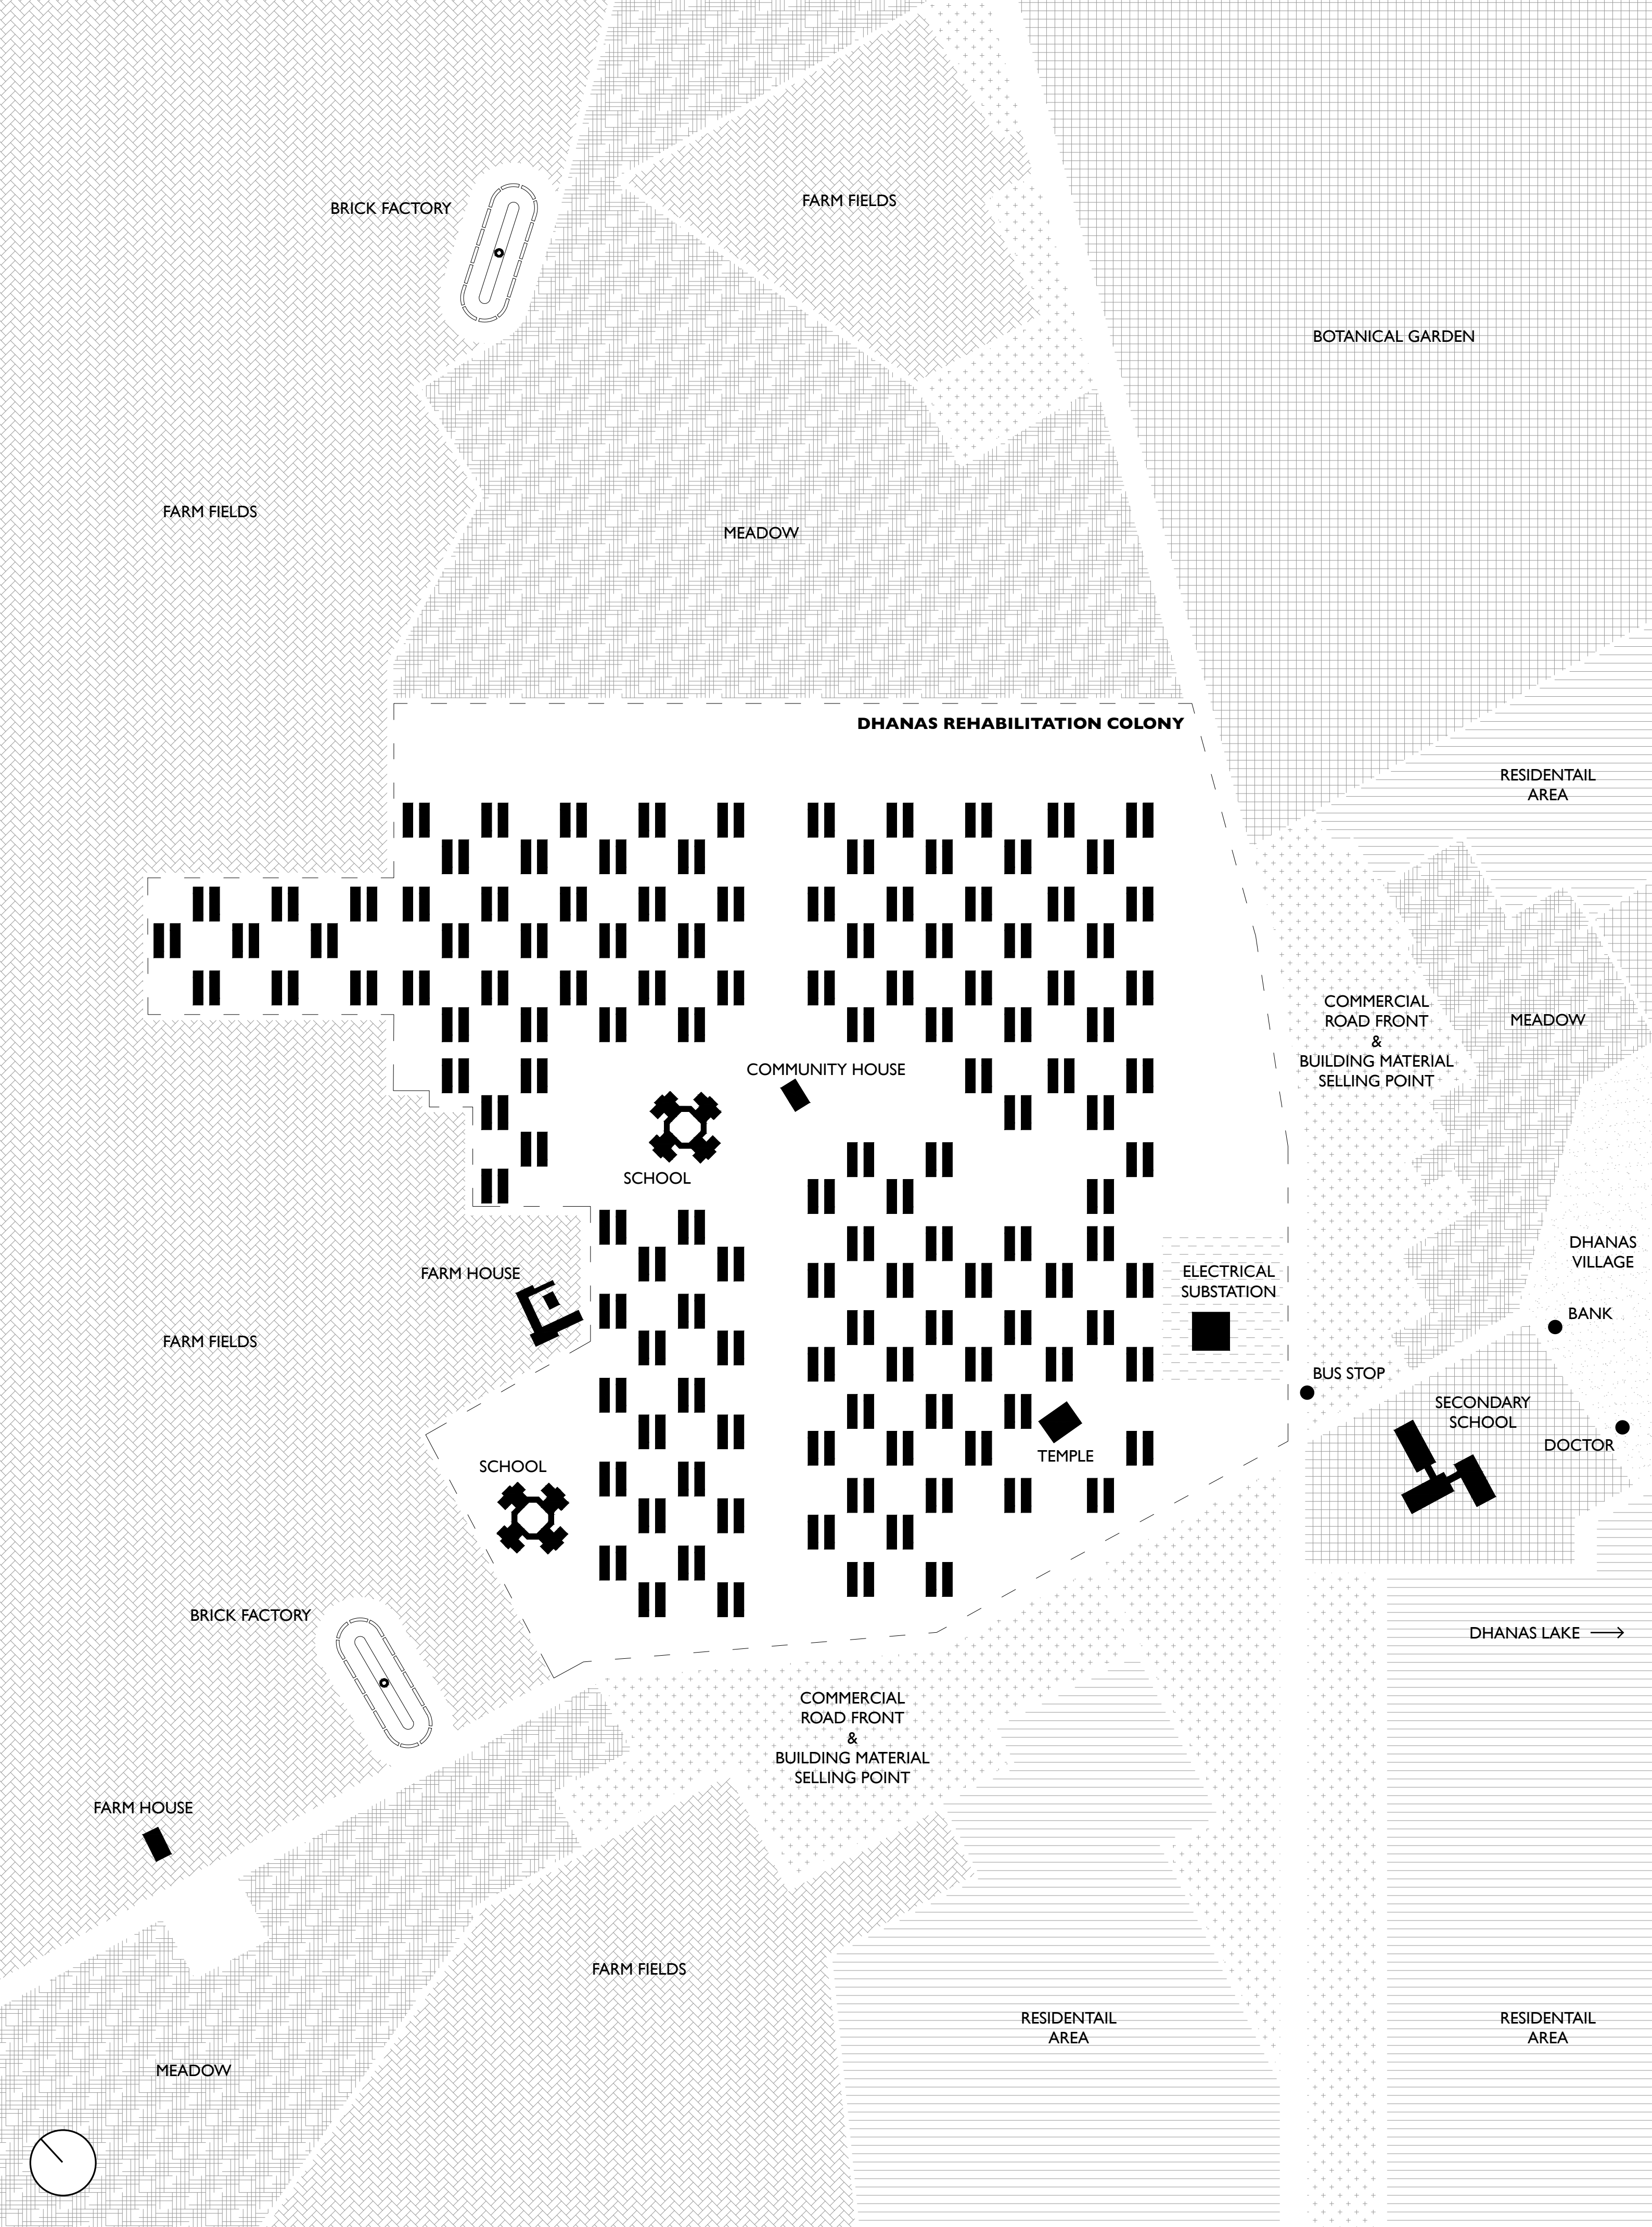 FARM FIELDS
BRICK FACTORY
BOTANICAL GARDEN
FARM FIELDS
MEADOW
DHANAS REHABILITATION COLONY
RESIDENTAIL
AREA
COMMERCIAL
ROAD FRONT
&
BUILDING MATERIAL
SELLING POINT
MEADOW
COMMUNITY HOUSE
SCHOOL
DHANAS
VILLAGE
FARM HOUSE
ELECTRICAL
SUBSTATION
BANK
FARM FIELDS
BUS STOP
SECONDARY
SCHOOL
DOCTOR
TEMPLE
SCHOOL
BRICK FACTORY
DHANAS LAKE
COMMERCIAL
ROAD FRONT
&
BUILDING MATERIAL
SELLING POINT
FARM HOUSE
FARM FIELDS
RESIDENTAIL
AREA
RESIDENTAIL
AREA
MEADOW